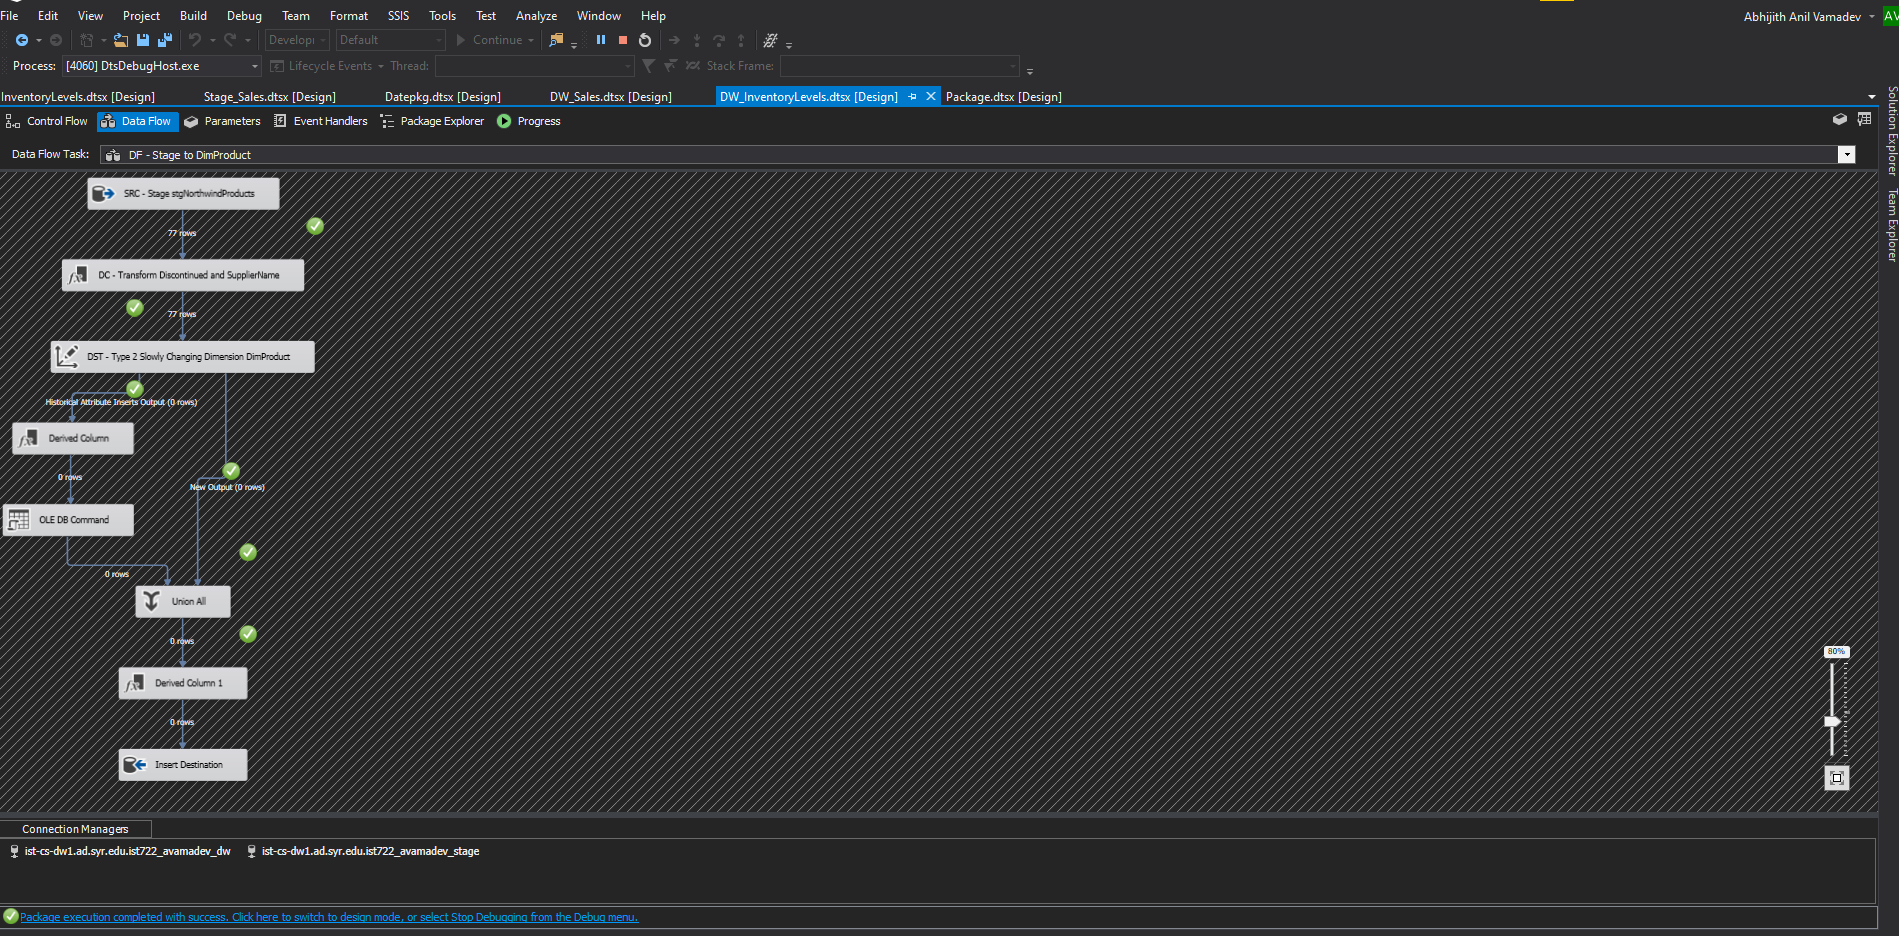 File Edit View Project Build Debug Team Format SSIS Tools Test Analyze Window Help
Abhijith Anil Vamadev AV
Develop Default Continue
Process: [4060] DtsDebugHost.exe Lifecycle Events Thread: Stack Frame:
InventoryLevels.dtsx [Design] Stage_Sales.dtsx [Design] Datepkg.dtsx [Design] DW_Sales.dtsx [Design] DW_InventoryLevels.dtsx [Design] Package.dtsx [Design]
Control Flow Data Flow Parameters Event Handlers Package Explorer Progress
Data Flow Task: DF - Stage to DimProduct
Solution Explorer
Team Explorer
SRC - Stage stgNorthwindProducts
77 rows
DC - Transform Discontinued and SupplierName
77 rows
DST - Type 2 Slowly Changing Dimension DimProduct
Historical Attribute Inserts Output (0 rows)
Derived Column
0 rows
New Output (0 rows)
OLE DB Command
0 rows
Union All
0 rows
Derived Column 1
0 rows
Insert Destination
80%
Connection Managers
ist-cs-dw1.ad.syr.edu.ist722_avamadev_dw ist-cs-dw1.ad.syr.edu.ist722_avamadev_stage
Package execution completed with success. Click here to switch to design mode, or select Stop Debugging from the Debug menu.